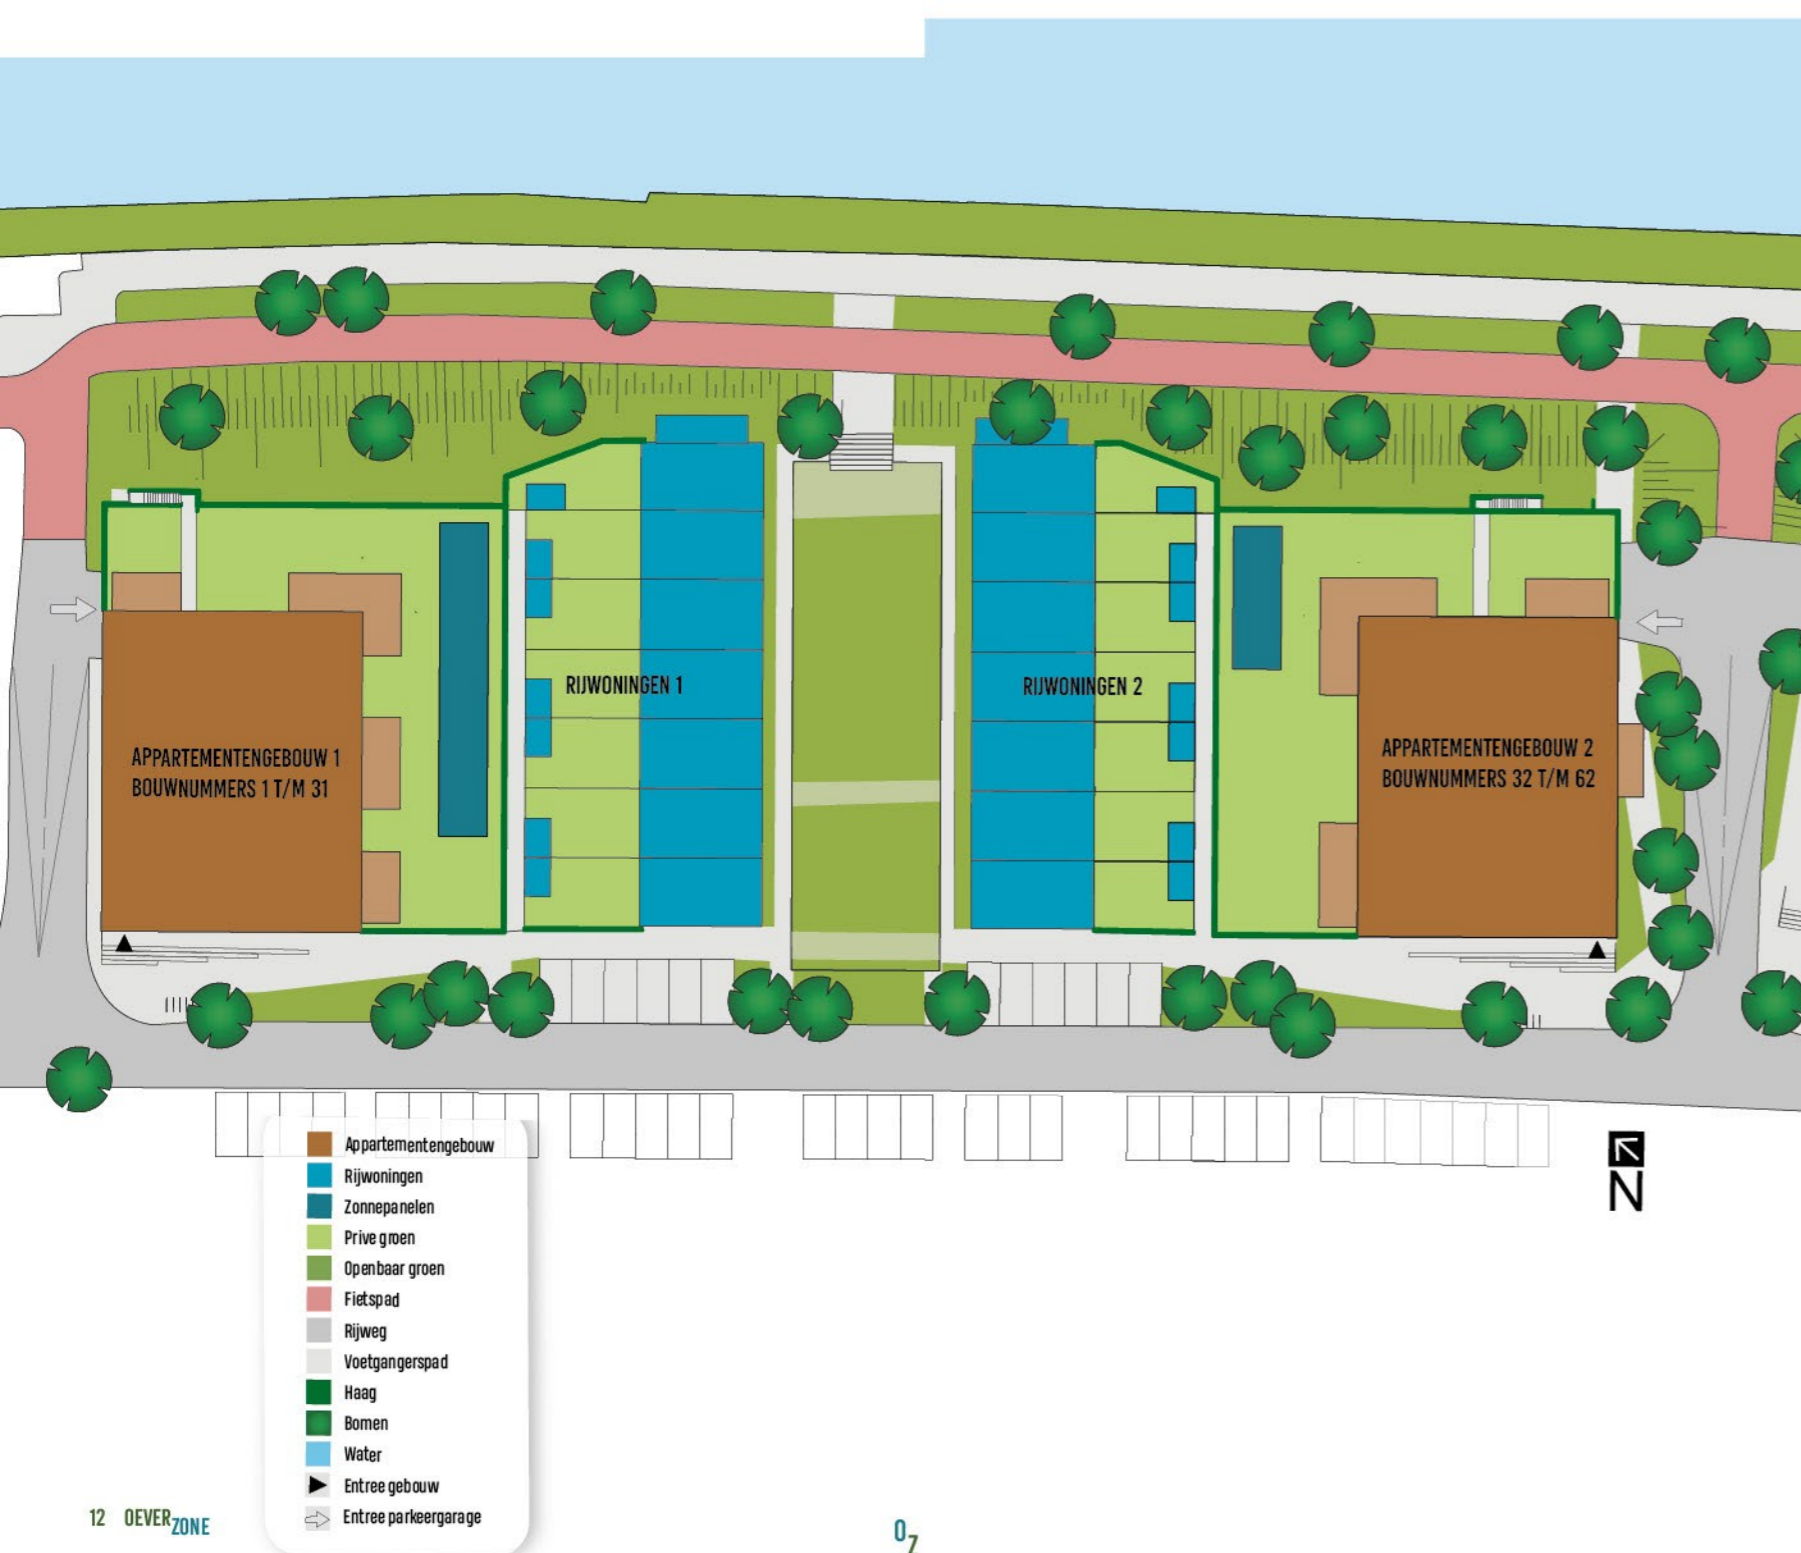 RIJWONINGEN 1
RIJWONINGEN 2
APPARTEMENTENGEBOUW 1
BOUWNUMMERS 1 T/M 31
APPARTEMENTENGEBOUW 2
BOUWNUMMERS 32 T/M 62
N
Appartementengebouw
Rijwoningen
Zonnepanelen
Prive groen
Openbaar groen
Fietspad
Rijweg
Voetgangerspad
Haag
Bomen
Water
Entree gebouw
Entree parkeergarage
12 OEVERZONE
OZ